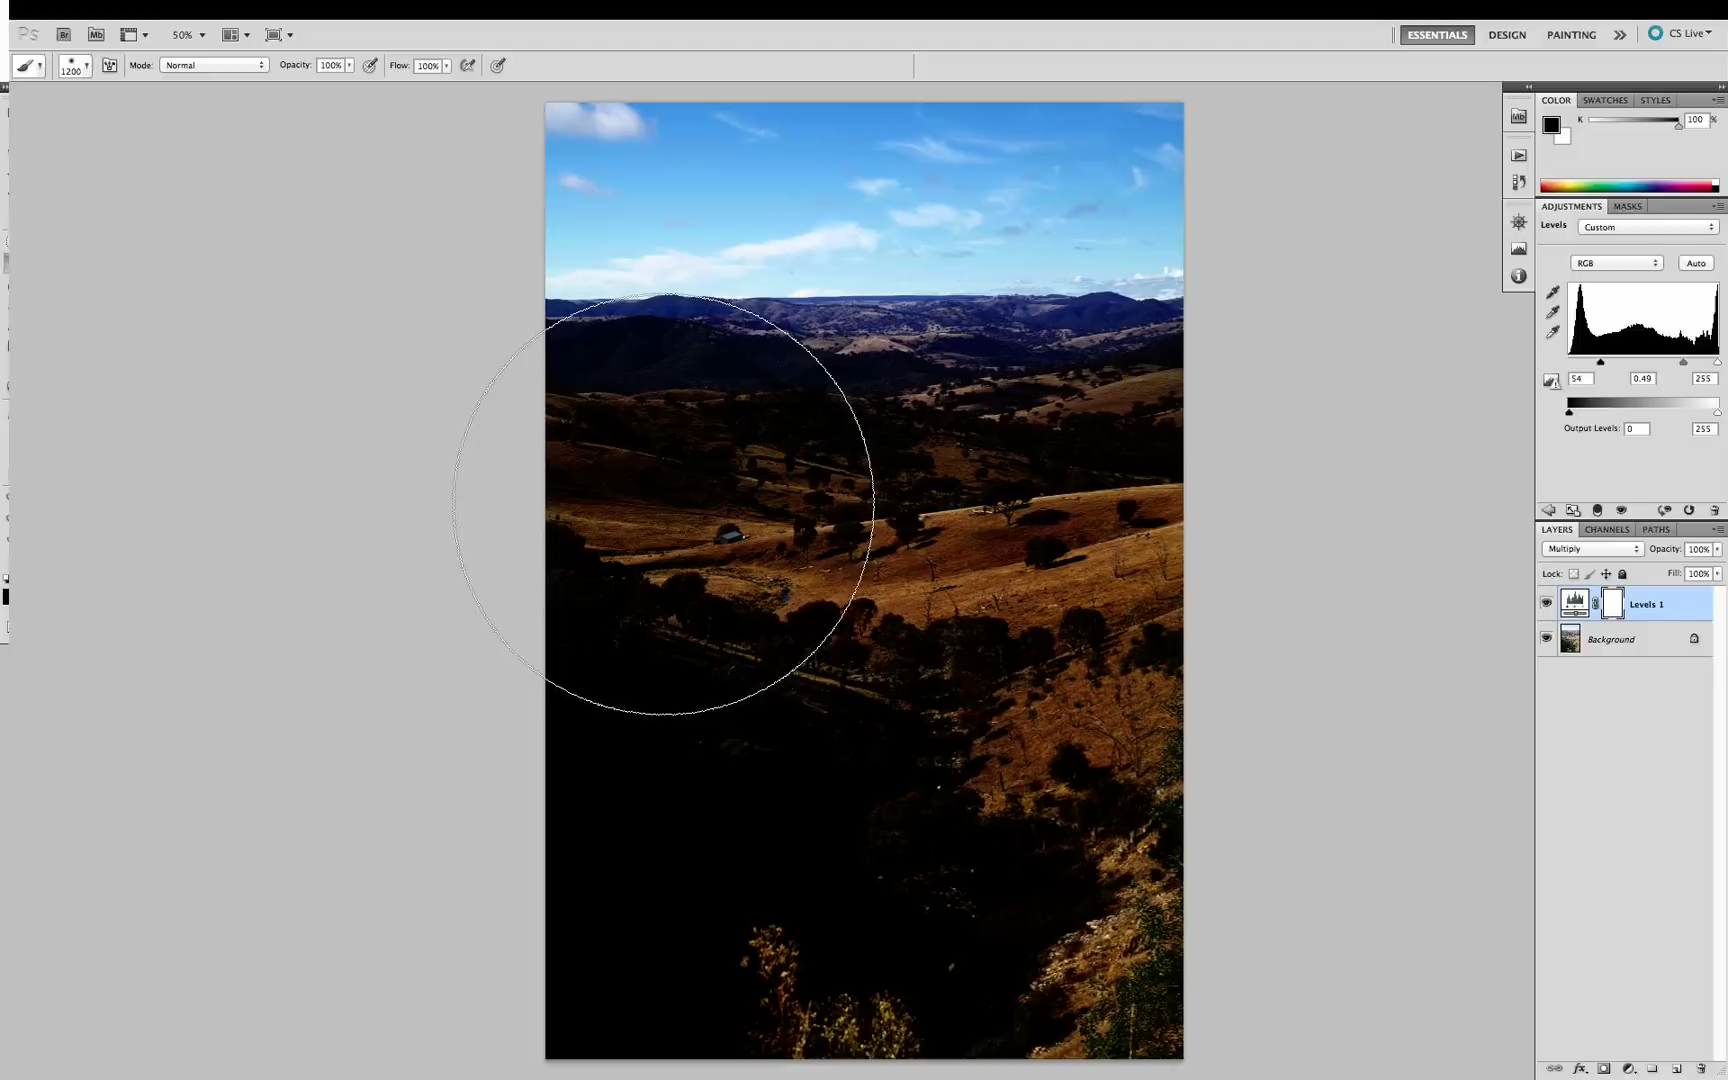 Ps Br Mb 50% ESSENTIALS DESIGN PAINTING CS Live
1200 Mode: Normal Opacity: 100% Flow: 100%
COLOR SWATCHES STYLES
Mb
K 100 %
ADJUSTMENTS MASKS
Levels Custom
RGB Auto
54 0.49 255
Output Levels: 0 255
LAYERS CHANNELS PATHS
Multiply Opacity: 100%
Lock: Fill: 100%
Levels 1
Background